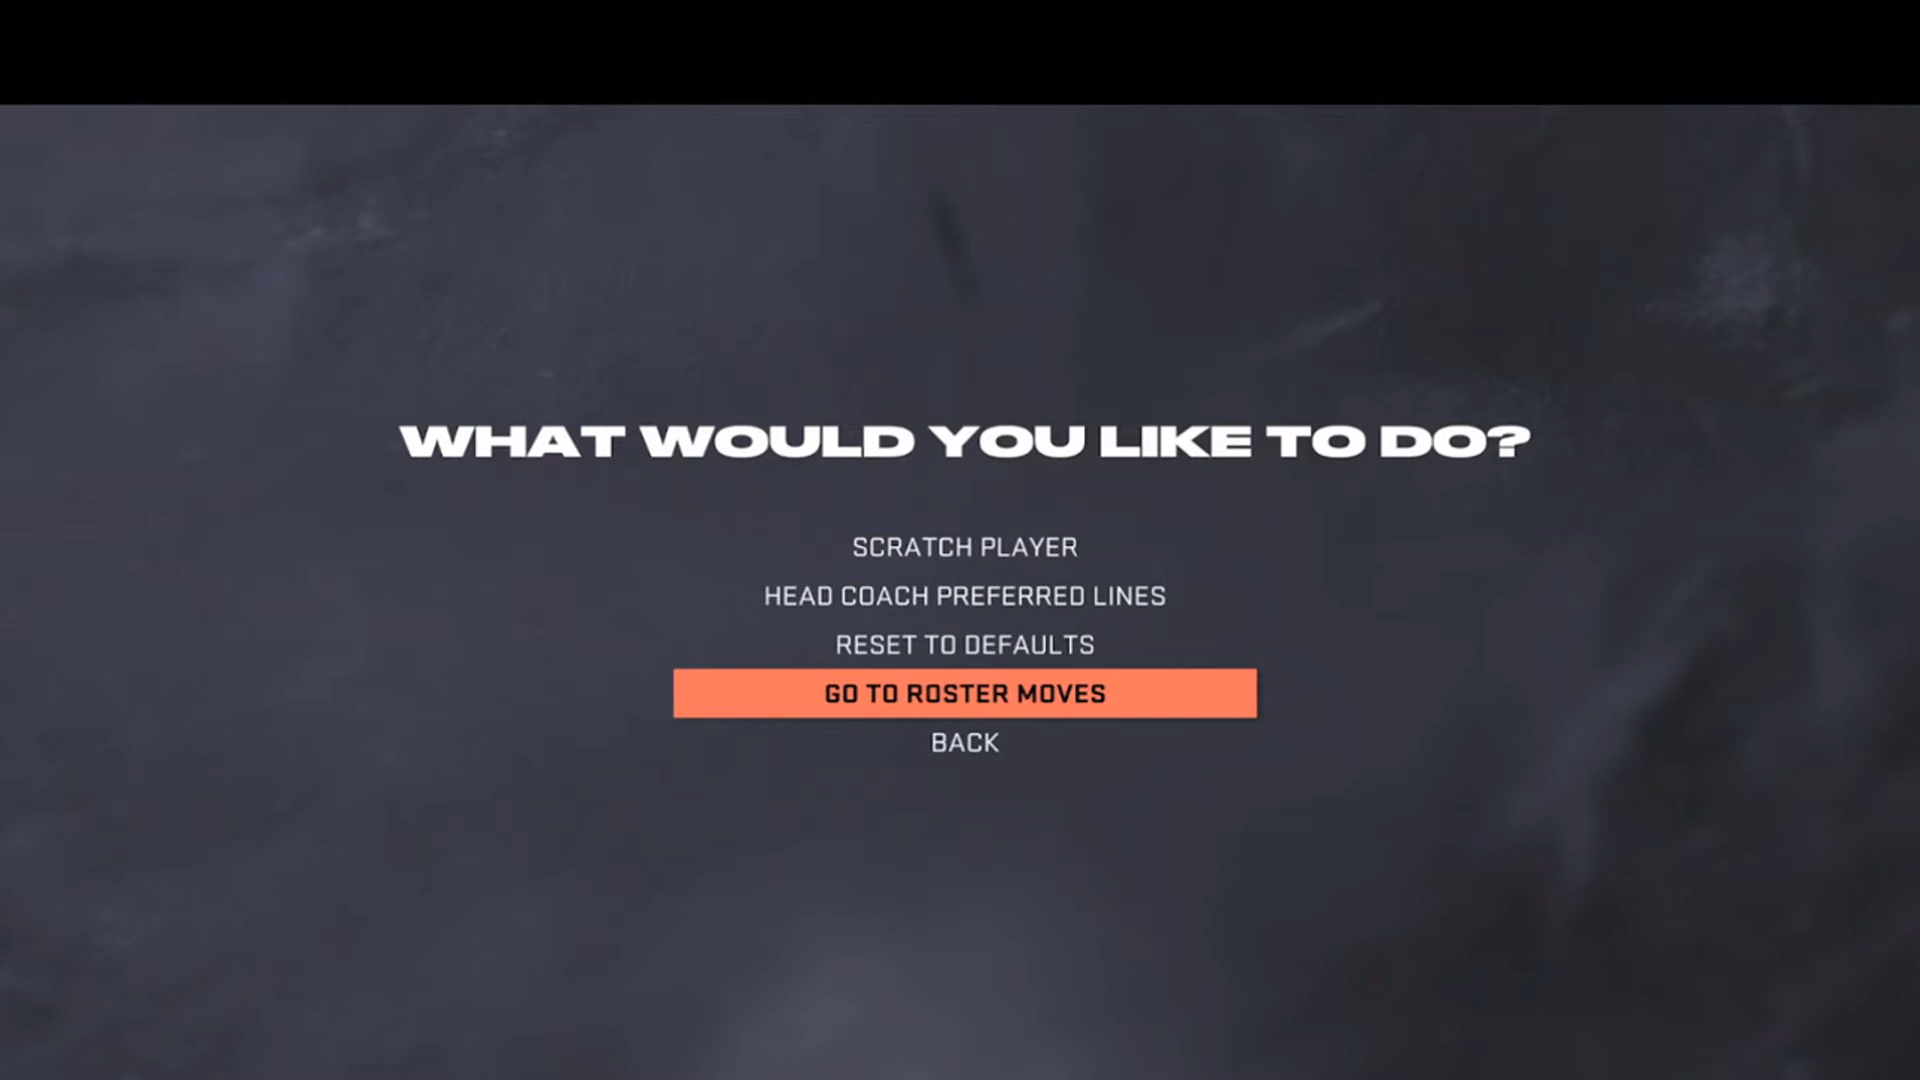 WHAT WOULD YOU LIKE TO DO?
SCRATCH PLAYER
HEAD COACH PREFERRED LINES
RESET TO DEFAULTS
GO TO ROSTER MOVES
BACK